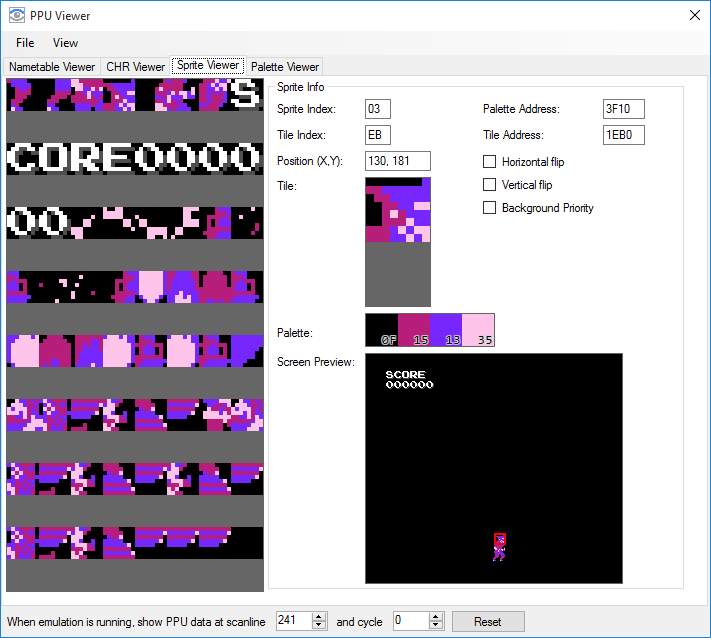 PPU Viewer
File View
Nametable Viewer CHR Viewer Sprite Viewer Palette Viewer
S
CORE0000
00
Sprite Info
Sprite Index: 03 Palette Address: 3F10
Tile Index: EB Tile Address: 1EB0
Position (X,Y): 130, 181 Horizontal flip
Tile: Vertical flip
Background Priority
Palette: 0F 15 13 35
Screen Preview:
SCORE
000000
When emulation is running, show PPU data at scanline 241 and cycle 0 Reset